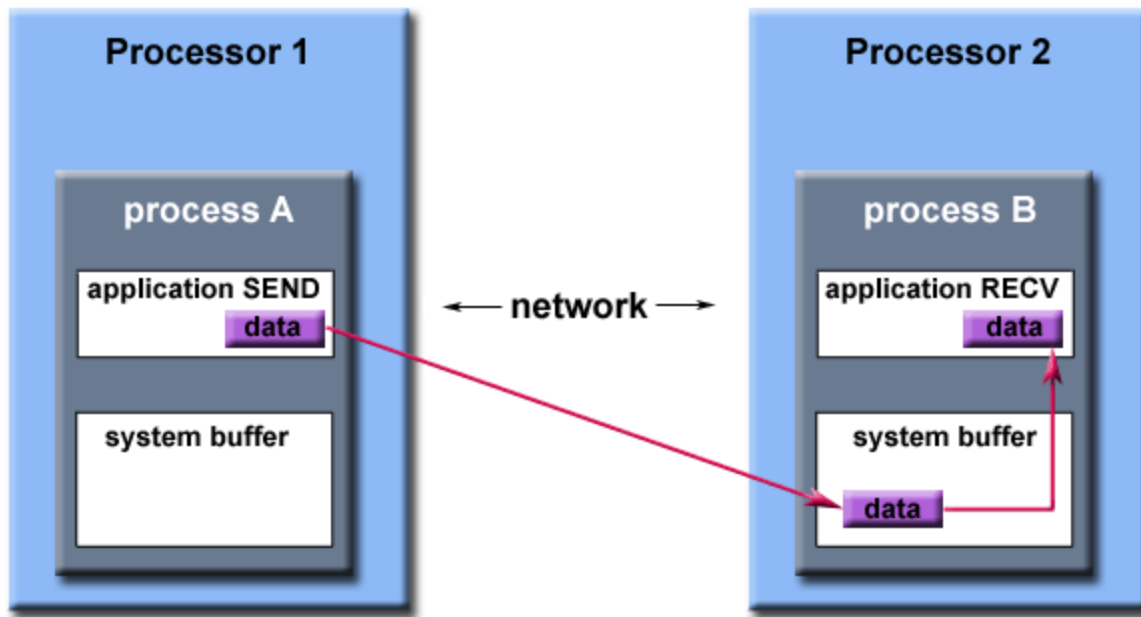 Processor 1
process A
application SEND
data
system buffer
network
Processor 2
process B
application RECV
data
system buffer
data